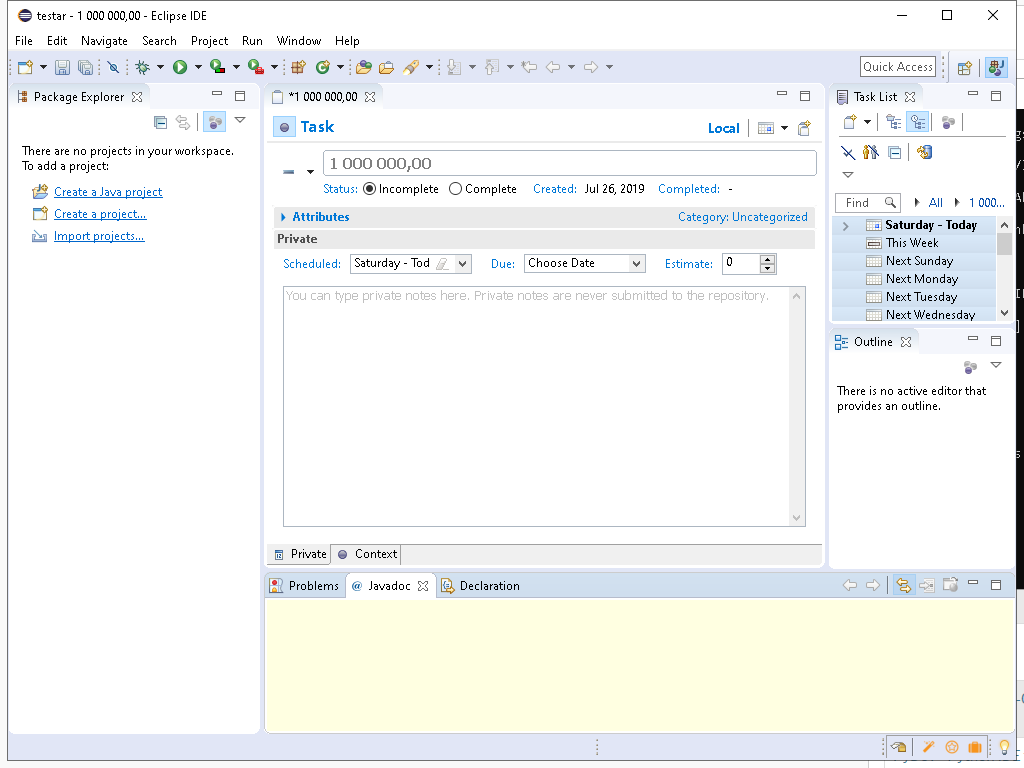 testar - 1 000 000,00 - Eclipse IDE
File Edit Navigate Search Project Run Window Help
Quick Access
Package Explorer
There are no projects in your workspace.
To add a project:
Create a Java project
Create a project...
Import projects...
*1 000 000,00
Task
Local
1 000 000,00
Status: Incomplete Complete Created: Jul 26, 2019 Completed: -
Attributes
Category: Uncategorized
Private
Scheduled: Saturday - Tod Due: Choose Date Estimate: 0
You can type private notes here. Private notes are never submitted to the repository.
Private Context
Task List
Find All 1 000...
Saturday - Today
This Week
Next Sunday
Next Monday
Next Tuesday
Next Wednesday
Outline
There is no active editor that
provides an outline.
Problems @ Javadoc Declaration